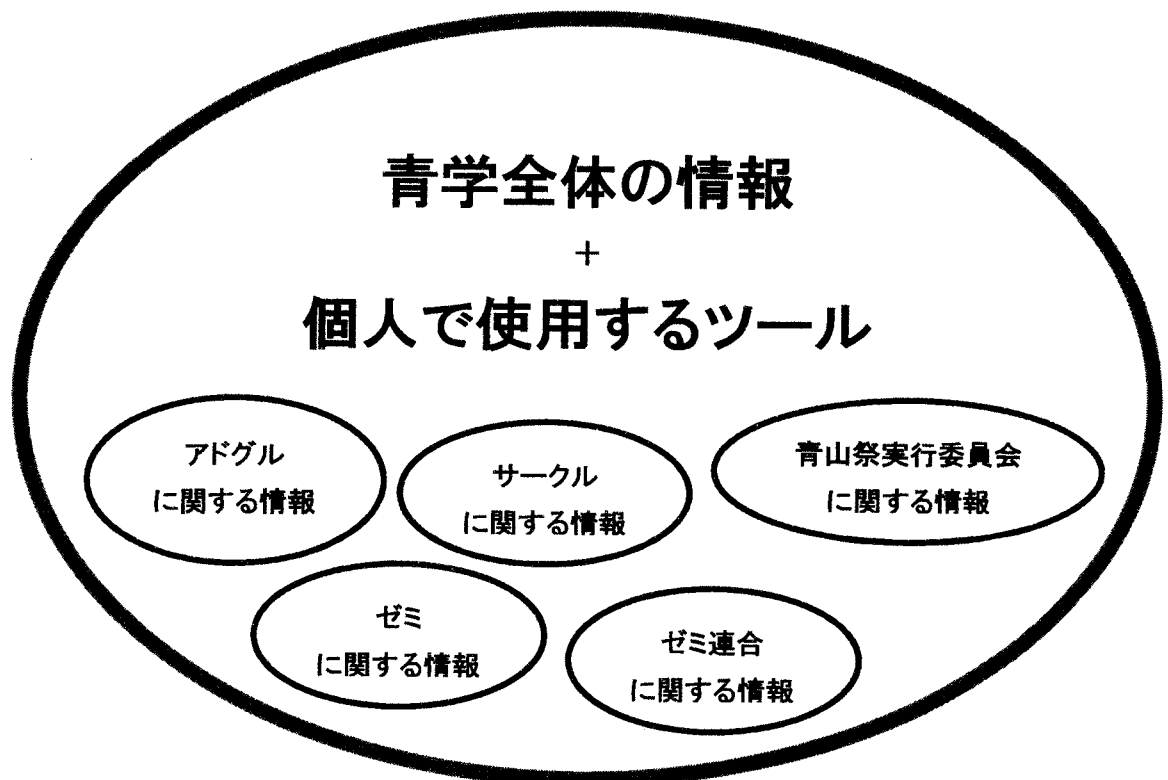 青学全体の情報
+
個人で使用するツール
アドグル
に関する情報
サークル
に関する情報
青山祭実行委員会
に関する情報
ゼミ
に関する情報
ゼミ連合
に関する情報